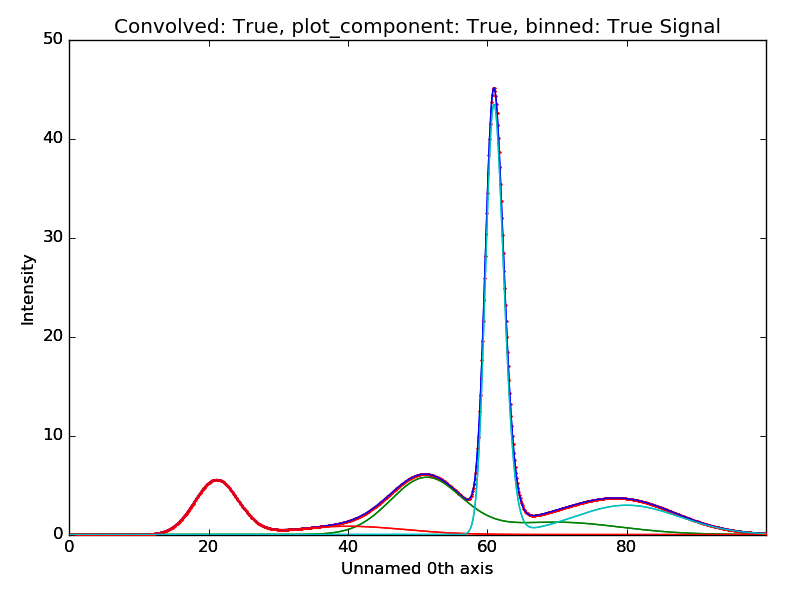 Convolved: True, plot_component: True, binned: True Signal
50
40
30
20
10
0
0 20 40 60 80
Intensity
Unnamed 0th axis